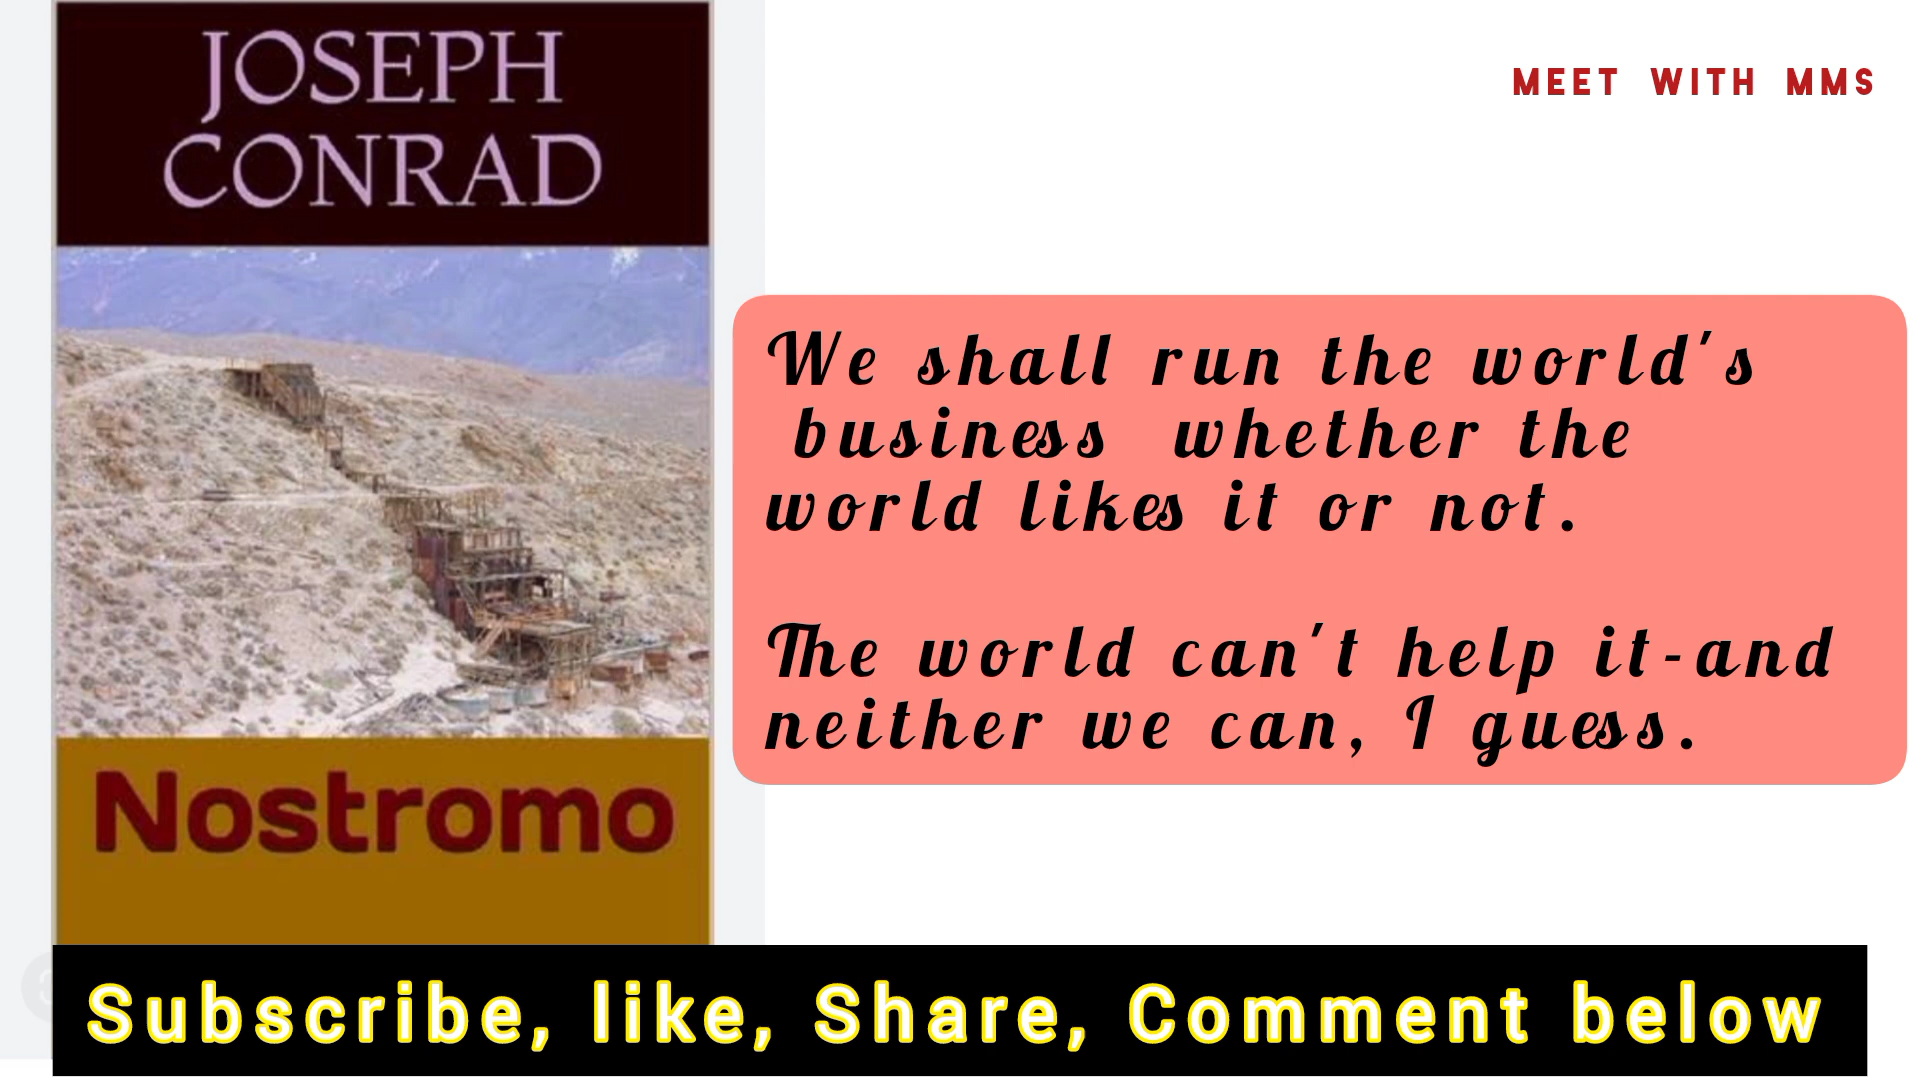 JOSEPH
CONRAD
Nostromo
MEET WITH MMS
We shall run the world's
business whether the
world likes it or not.
The world can't help it-and
neither we can, I guess.
Subscribe, like, Share, Comment below